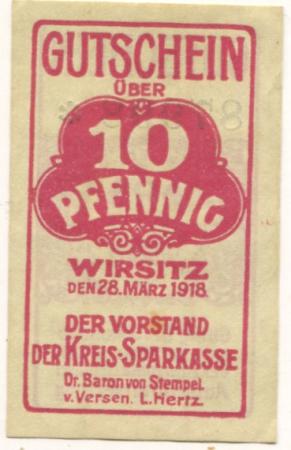 GUTSCHEIN
ÜBER
10
PFENNIG
WIRSITZ
DEN 28. MÄRZ 1918
DER VORSTAND
DER KREIS-SPARKASSE
Dr. Baron von Stempel.
v. Versen. L. Hertz.